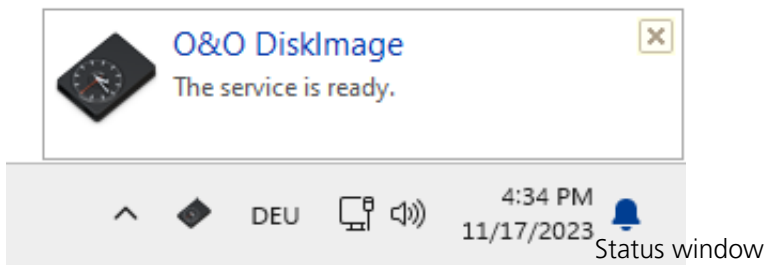 O&O DiskImage
The service is ready.
DEU
4:34 PM
11/17/2023
Status window